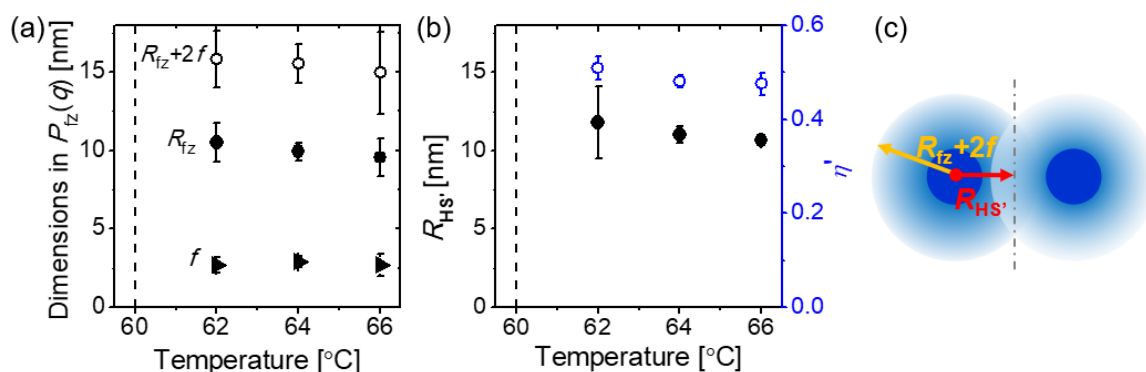 (a)
Dimensions in P_fz(q) [nm]
15
10
5
0
R_fz+2f
R_fz
f
60 62 64 66
Temperature [°C]
(b)
R_HS' [nm]
15
10
5
0
0.6
0.4
0.2
0.0
η'
60 62 64 66
Temperature [°C]
(c)
R_fz+2f
R_HS'